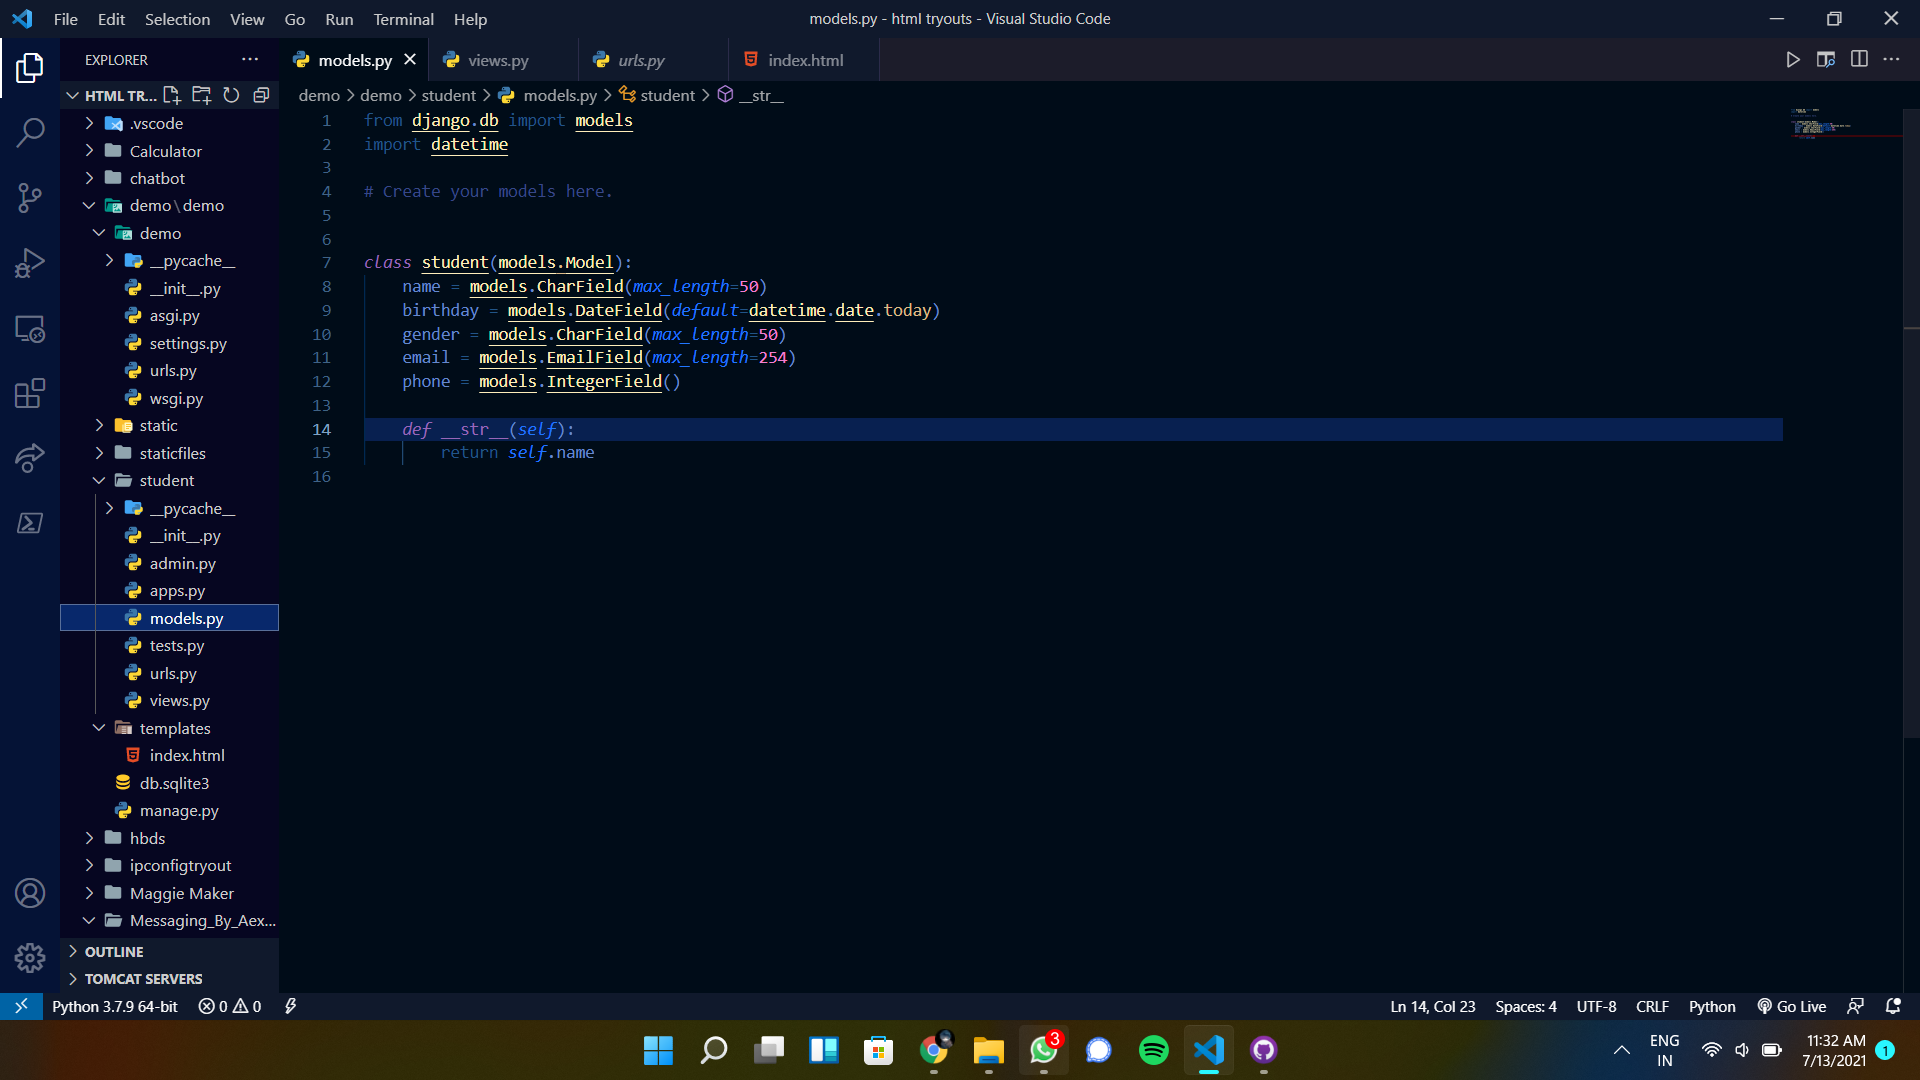 File Edit Selection View Go Run Terminal Help
models.py - html tryouts - Visual Studio Code
EXPLORER
models.py
views.py
urls.py
index.html
HTML TR...
demo > demo > student > models.py > student > __str__
.vscode
Calculator
chatbot
demo \ demo
demo
__pycache__
__init__.py
asgi.py
settings.py
urls.py
wsgi.py
static
staticfiles
student
__pycache__
__init__.py
admin.py
apps.py
models.py
tests.py
urls.py
views.py
templates
index.html
db.sqlite3
manage.py
hbds
ipconfigtryout
Maggie Maker
Messaging_By_Aex...
OUTLINE
TOMCAT SERVERS
1 from django.db import models
2 import datetime
3
4 # Create your models here.
5
6
7 class student(models.Model):
8 name = models.CharField(max_length=50)
9 birthday = models.DateField(default=datetime.date.today)
10 gender = models.CharField(max_length=50)
11 email = models.EmailField(max_length=254)
12 phone = models.IntegerField()
13
14 def __str__(self):
15 return self.name
16
Python 3.7.9 64-bit 0 0
Ln 14, Col 23 Spaces: 4 UTF-8 CRLF Python Go Live
3
ENG
IN
11:32 AM
7/13/2021
1